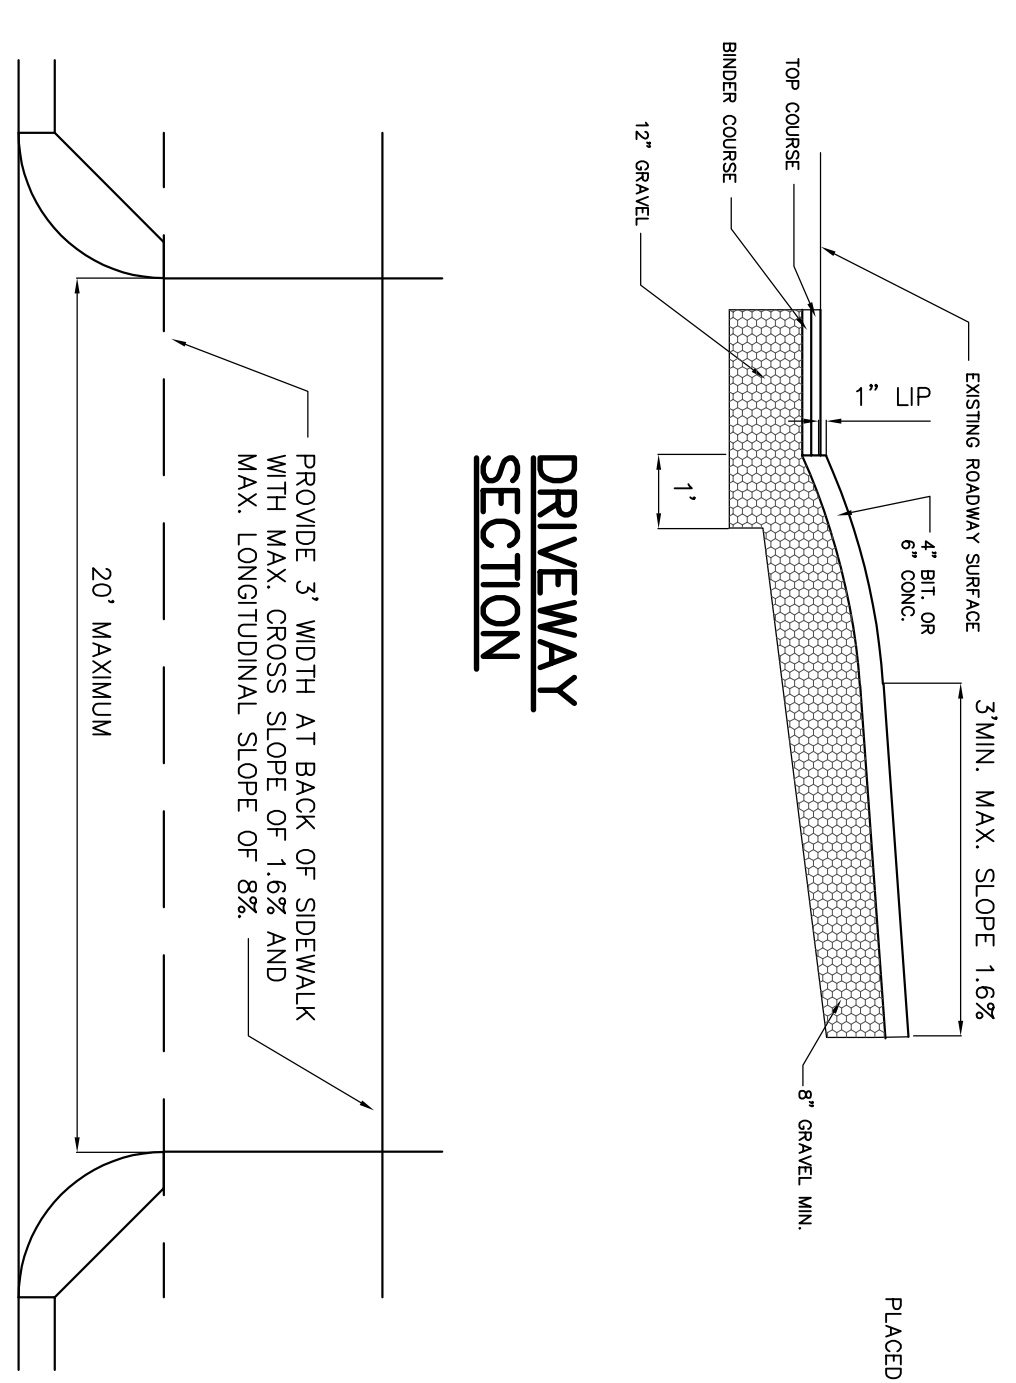 PLACED
3'MIN. MAX. SLOPE 1.6%
EXISTING ROADWAY SURFACE
4" BIT. OR
6" CONC.
1" LIP
TOP COURSE
BINDER COURSE
12" GRAVEL
1'
8" GRAVEL MIN.
DRIVEWAY
SECTION
PROVIDE 3' WIDTH AT BACK OF SIDEWALK
WITH MAX. CROSS SLOPE OF 1.6% AND
MAX. LONGITUDINAL SLOPE OF 8%.
20' MAXIMUM